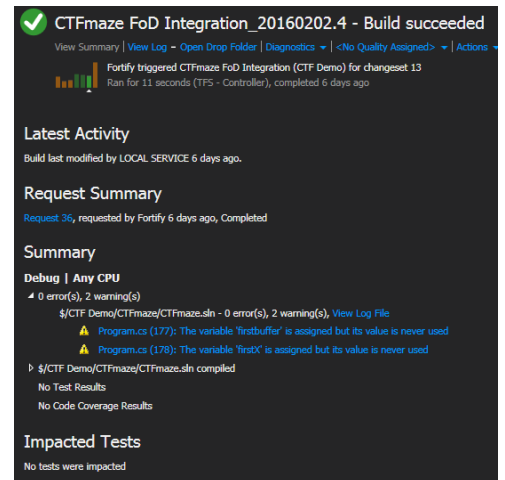 CTFmaze FoD Integration_20160202.4 - Build succeeded
View Summary | View Log - Open Drop Folder | Diagnostics | <No Quality Assigned> | Actions
Fortify triggered CTFmaze FoD Integration (CTF Demo) for changeset 13
Ran for 11 seconds (TFS - Controller), completed 6 days ago
Latest Activity
Build last modified by LOCAL SERVICE 6 days ago.
Request Summary
Request 36, requested by Fortify 6 days ago, Completed
Summary
Debug | Any CPU
0 error(s), 2 warning(s)
$/CTF Demo/CTFmaze/CTFmaze.sln - 0 error(s), 2 warning(s), View Log File
Program.cs (177): The variable 'firstbuffer' is assigned but its value is never used
Program.cs (178): The variable 'firstX' is assigned but its value is never used
$/CTF Demo/CTFmaze/CTFmaze.sln compiled
No Test Results
No Code Coverage Results
Impacted Tests
No tests were impacted